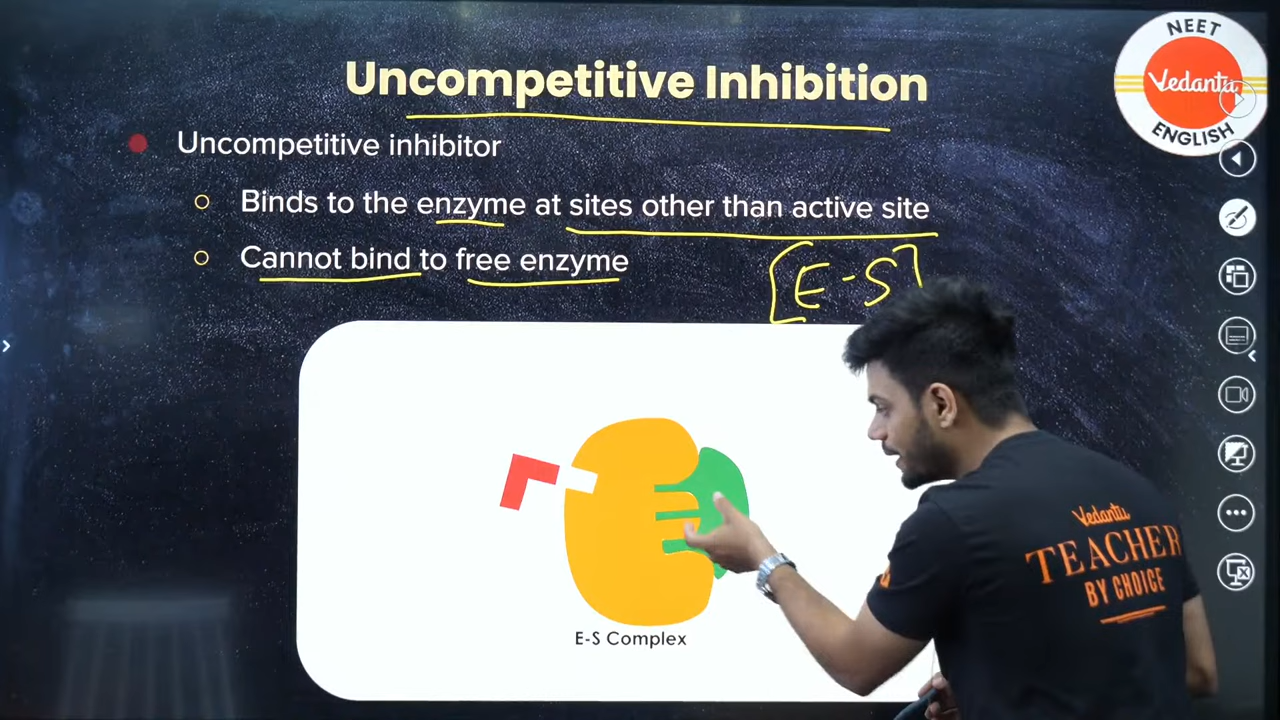 Uncompetitive Inhibition
NEET
Vedantu
ENGLISH
Uncompetitive inhibitor
Binds to the enzyme at sites other than active site
Cannot bind to free enzyme
[E-S]
E-S Complex
Vedantu
TEACHER
BY CHOICE